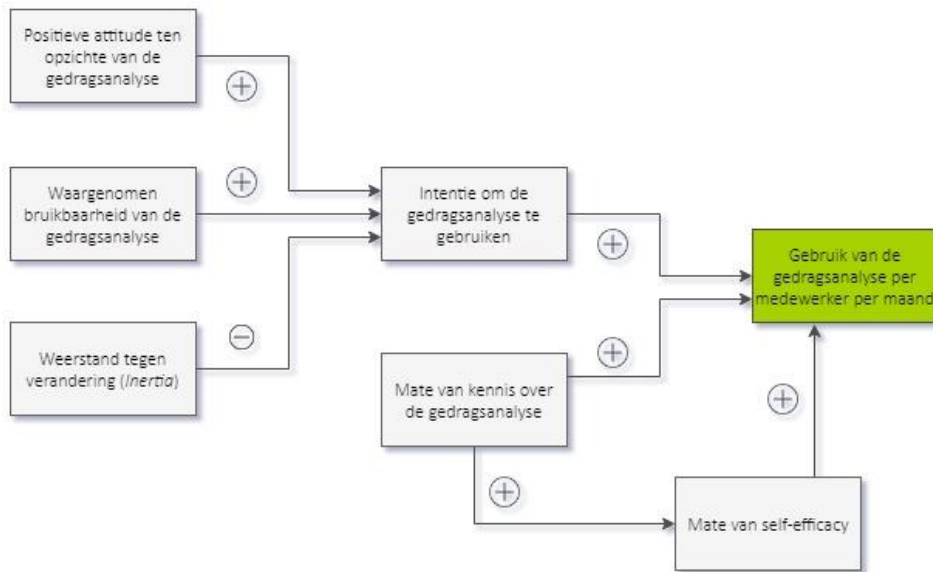 Positieve attitude ten
opzichte van de
gedragsanalyse
Waargenomen
bruikbaarheid van de
gedragsanalyse
Intentie om de
gedragsanalyse te
gebruiken
Gebruik van de
gedragsanalyse per
medewerker per maand
Weerstand tegen
verandering (Inertia)
Mate van kennis over
de gedragsanalyse
Mate van self-efficacy